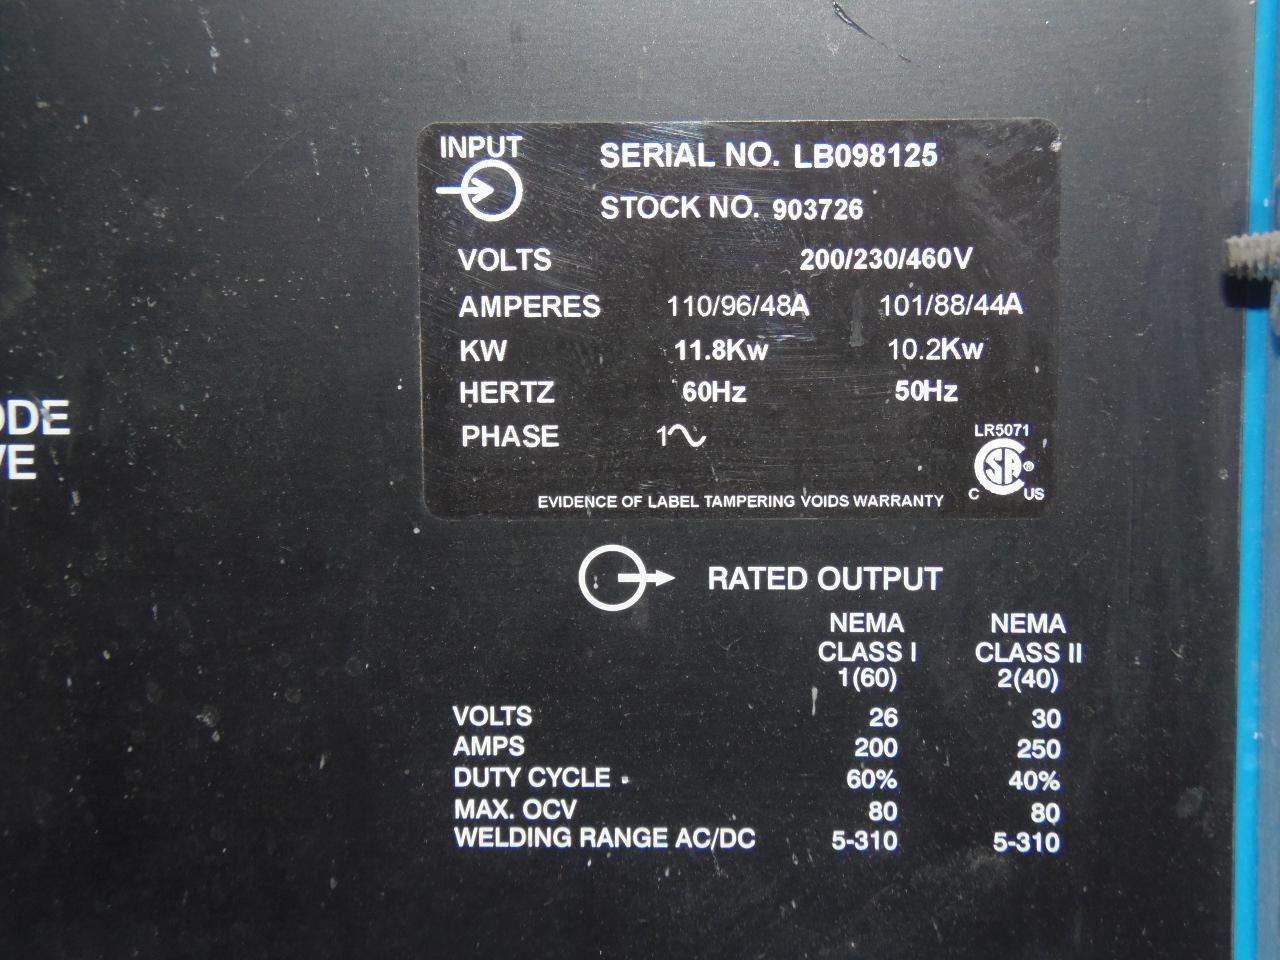 INPUT
SERIAL NO. LB098125
STOCK NO. 903726
VOLTS 200/230/460V
AMPERES 110/96/48A 101/88/44A
KW 11.8Kw 10.2Kw
HERTZ 60Hz 50Hz
PHASE 1
LR5071
SA®
C US
EVIDENCE OF LABEL TAMPERING VOIDS WARRANTY
ODE
VE
RATED OUTPUT
NEMA NEMA
CLASS I CLASS II
1(60) 2(40)
VOLTS 26 30
AMPS 200 250
DUTY CYCLE 60% 40%
MAX. OCV 80 80
WELDING RANGE AC/DC 5-310 5-310